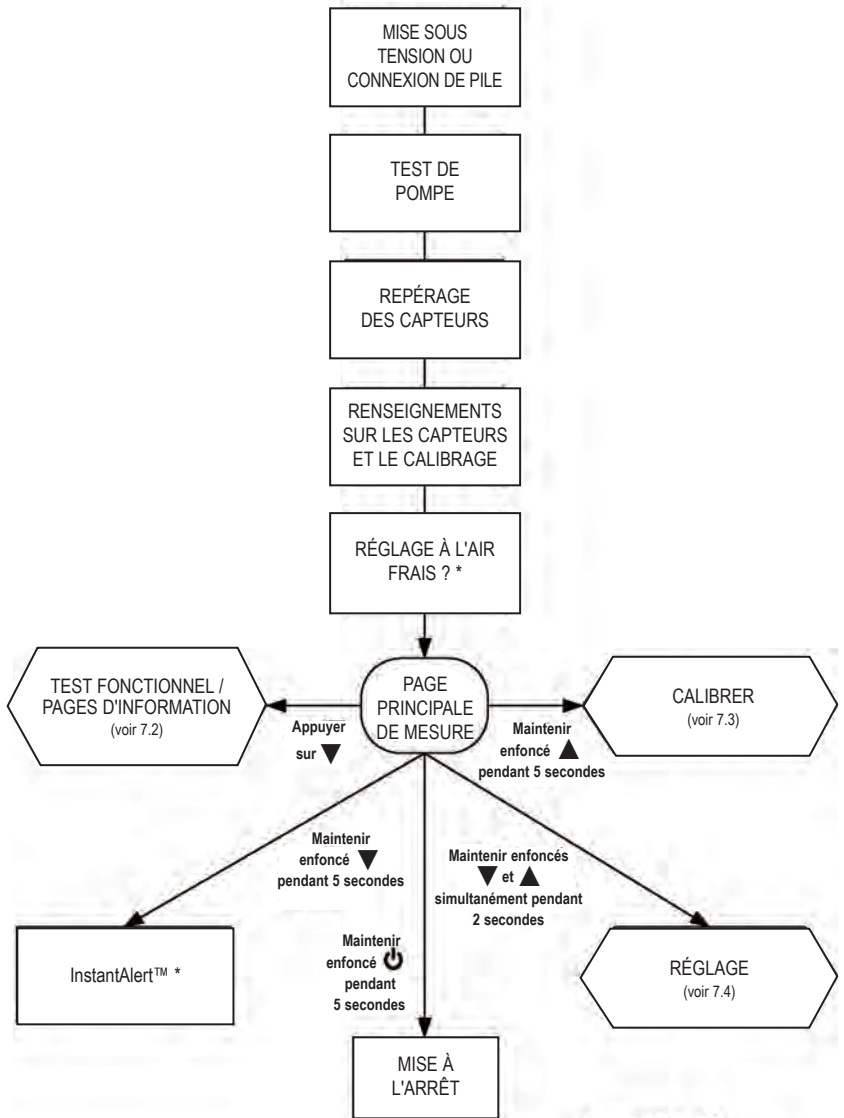 MISE SOUS
TENSION OU
CONNEXION DE PILE
TEST DE
POMPE
REPÉRAGE
DES CAPTEURS
RENSEIGNEMENTS
SUR LES CAPTEURS
ET LE CALIBRAGE
RÉGLAGE À L'AIR
FRAIS ? *
TEST FONCTIONNEL /
PAGES D'INFORMATION
(voir 7.2)
Appuyer
sur ▼
PAGE
PRINCIPALE
DE MESURE
Maintenir
enfoncé ▲
pendant 5 secondes
CALIBRER
(voir 7.3)
Maintenir
enfoncé ▼
pendant 5 secondes
Maintenir enfoncés
▼ et ▲
simultanément pendant
2 secondes
InstantAlert™ *
Maintenir
enfoncé ⏻
pendant
5 secondes
RÉGLAGE
(voir 7.4)
MISE À
L'ARRÊT